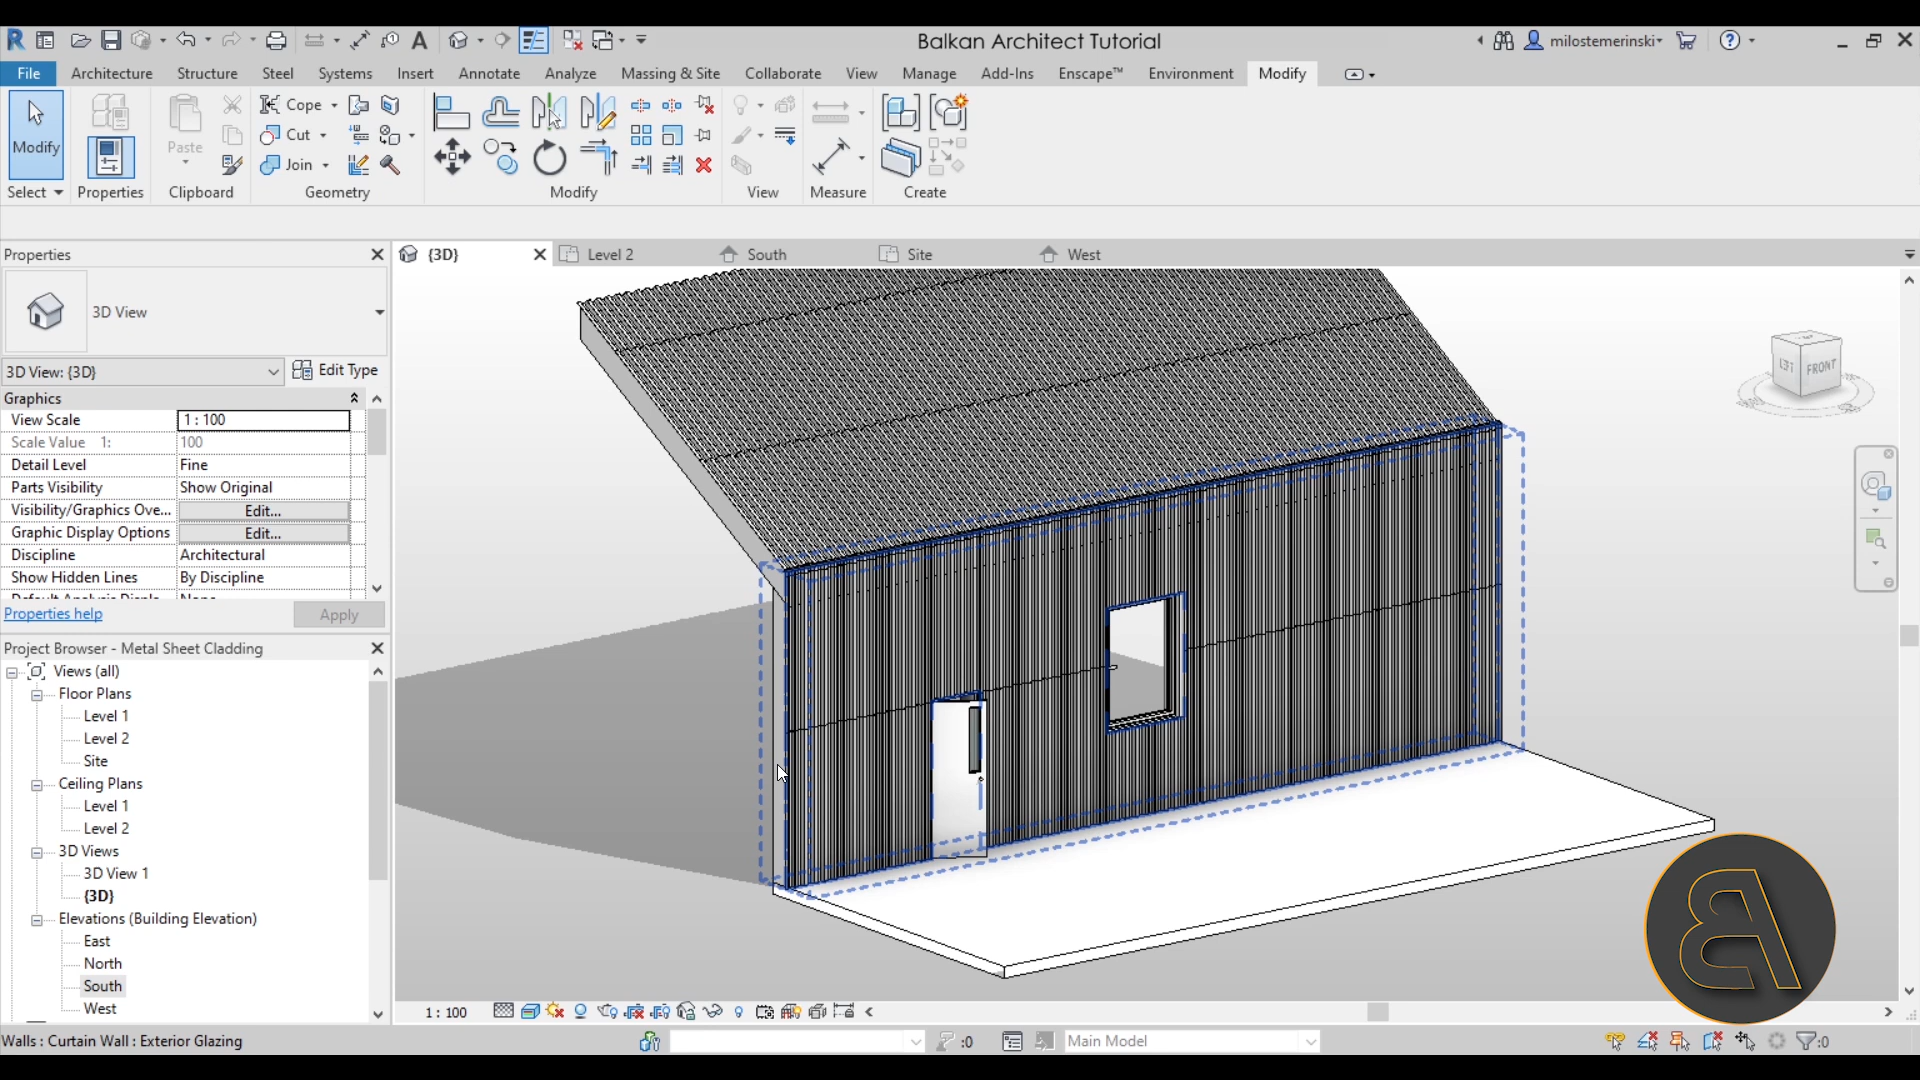 Balkan Architect Tutorial
milostemerinski
File Architecture Structure Steel Systems Insert Annotate Analyze Massing & Site Collaborate View Manage Add-Ins Enscape™ Environment Modify
Modify
Paste
Cope
Cut
Join
Select Properties Clipboard Geometry Modify View Measure Create
Properties
{3D} Level 2 South Site West
3D View
3D View: {3D} Edit Type
Graphics
View Scale 1 : 100
Scale Value 1: 100
Detail Level Fine
Parts Visibility Show Original
Visibility/Graphics Ove... Edit...
Graphic Display Options Edit...
Discipline Architectural
Show Hidden Lines By Discipline
Properties help Apply
Project Browser - Metal Sheet Cladding
Views (all)
Floor Plans
Level 1
Level 2
Site
Ceiling Plans
Level 1
Level 2
3D Views
3D View 1
{3D}
Elevations (Building Elevation)
East
North
South
West
FRONT
1 : 100
Walls : Curtain Wall : Exterior Glazing :0 Main Model :0